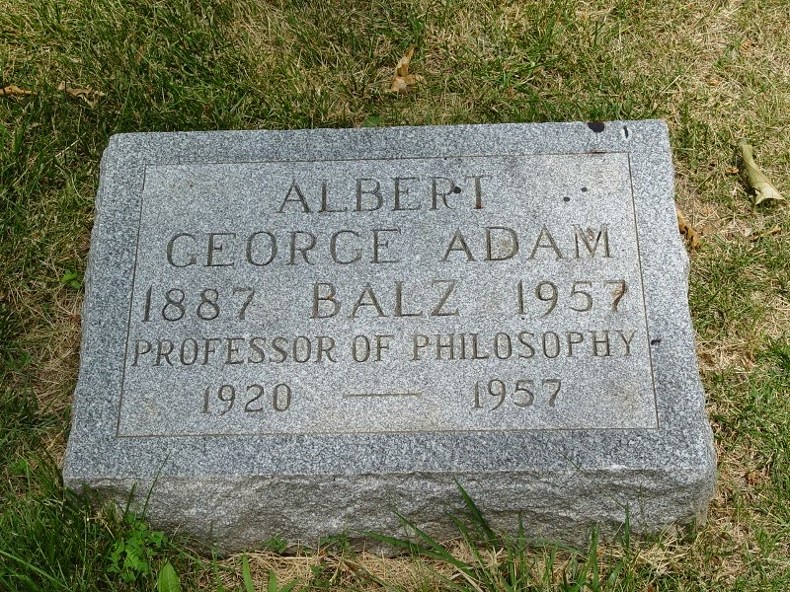 ALBERT
GEORGE ADAM
1887 BALZ 1957
PROFESSOR OF PHILOSOPHY
1920 — 1957